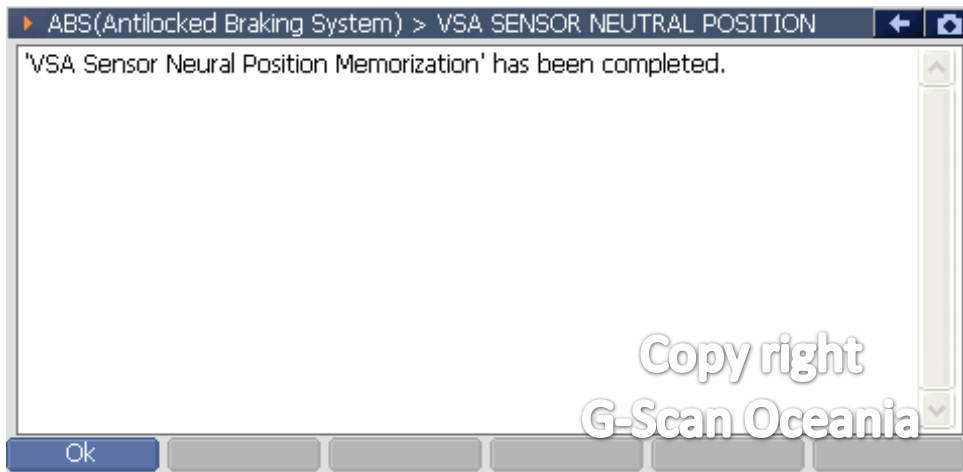 ABS(Antilocked Braking System) > VSA SENSOR NEUTRAL POSITION
'VSA Sensor Neural Position Memorization' has been completed.
Copy right
G-Scan Oceania
Ok